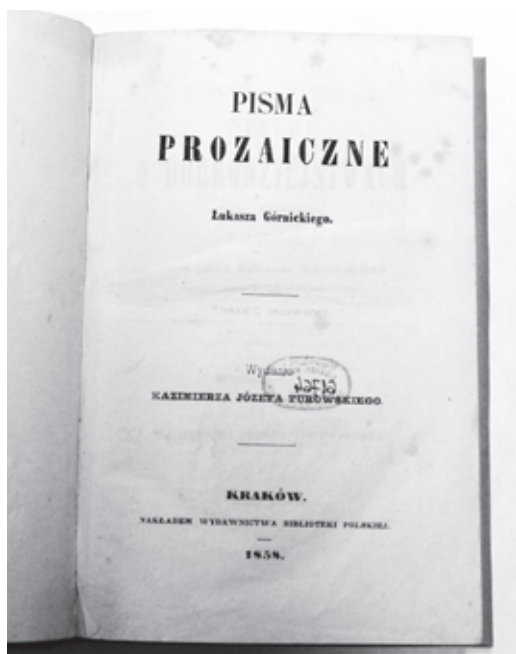 PISMA
PROZAICZNE
Łukasza Górnickiego.
Wydanie
KAZIMIERZA JÓZEFA TUROWSKIEGO.
KRAKÓW.
NAKŁADEM WYDAWNICTWA BIBLIOTEKI POLSKIEJ.
1858.